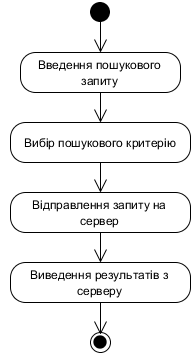 Введення пошукового
запиту
Вибір пошукового критерію
Відправлення запиту на
сервер
Виведення результатів з
серверу